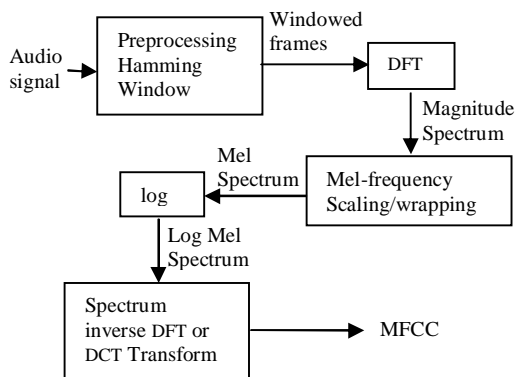 Audio
signal
Preprocessing
Hamming
Window
Windowed
frames
DFT
Magnitude
Spectrum
Mel-frequency
Scaling/wrapping
Mel
Spectrum
log
Log Mel
Spectrum
Spectrum
inverse DFT or
DCT Transform
MFCC